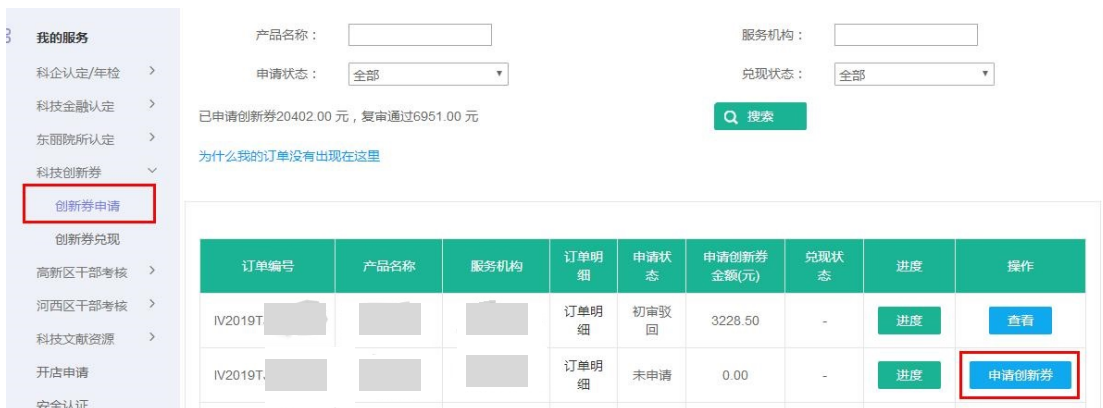 我的服务
科企认定/年检
科技金融认定
东丽院所认定
科技创新券
创新券申请
创新券兑现
高新区干部考核
河西区干部考核
科技文献资源
开店申请
安全认证
产品名称： 服务机构：
申请状态： 全部 兑现状态： 全部
已申请创新券20402.00 元，复审通过6951.00 元 搜索
为什么我的订单没有出现在这里
订单编号 产品名称 服务机构 订单明细 申请状态 申请创新券金额(元) 兑现状态 进度 操作
IV2019T 订单明细 初审驳回 3228.50 - 进度 查看
IV2019T 订单明细 未申请 0.00 - 进度 申请创新券